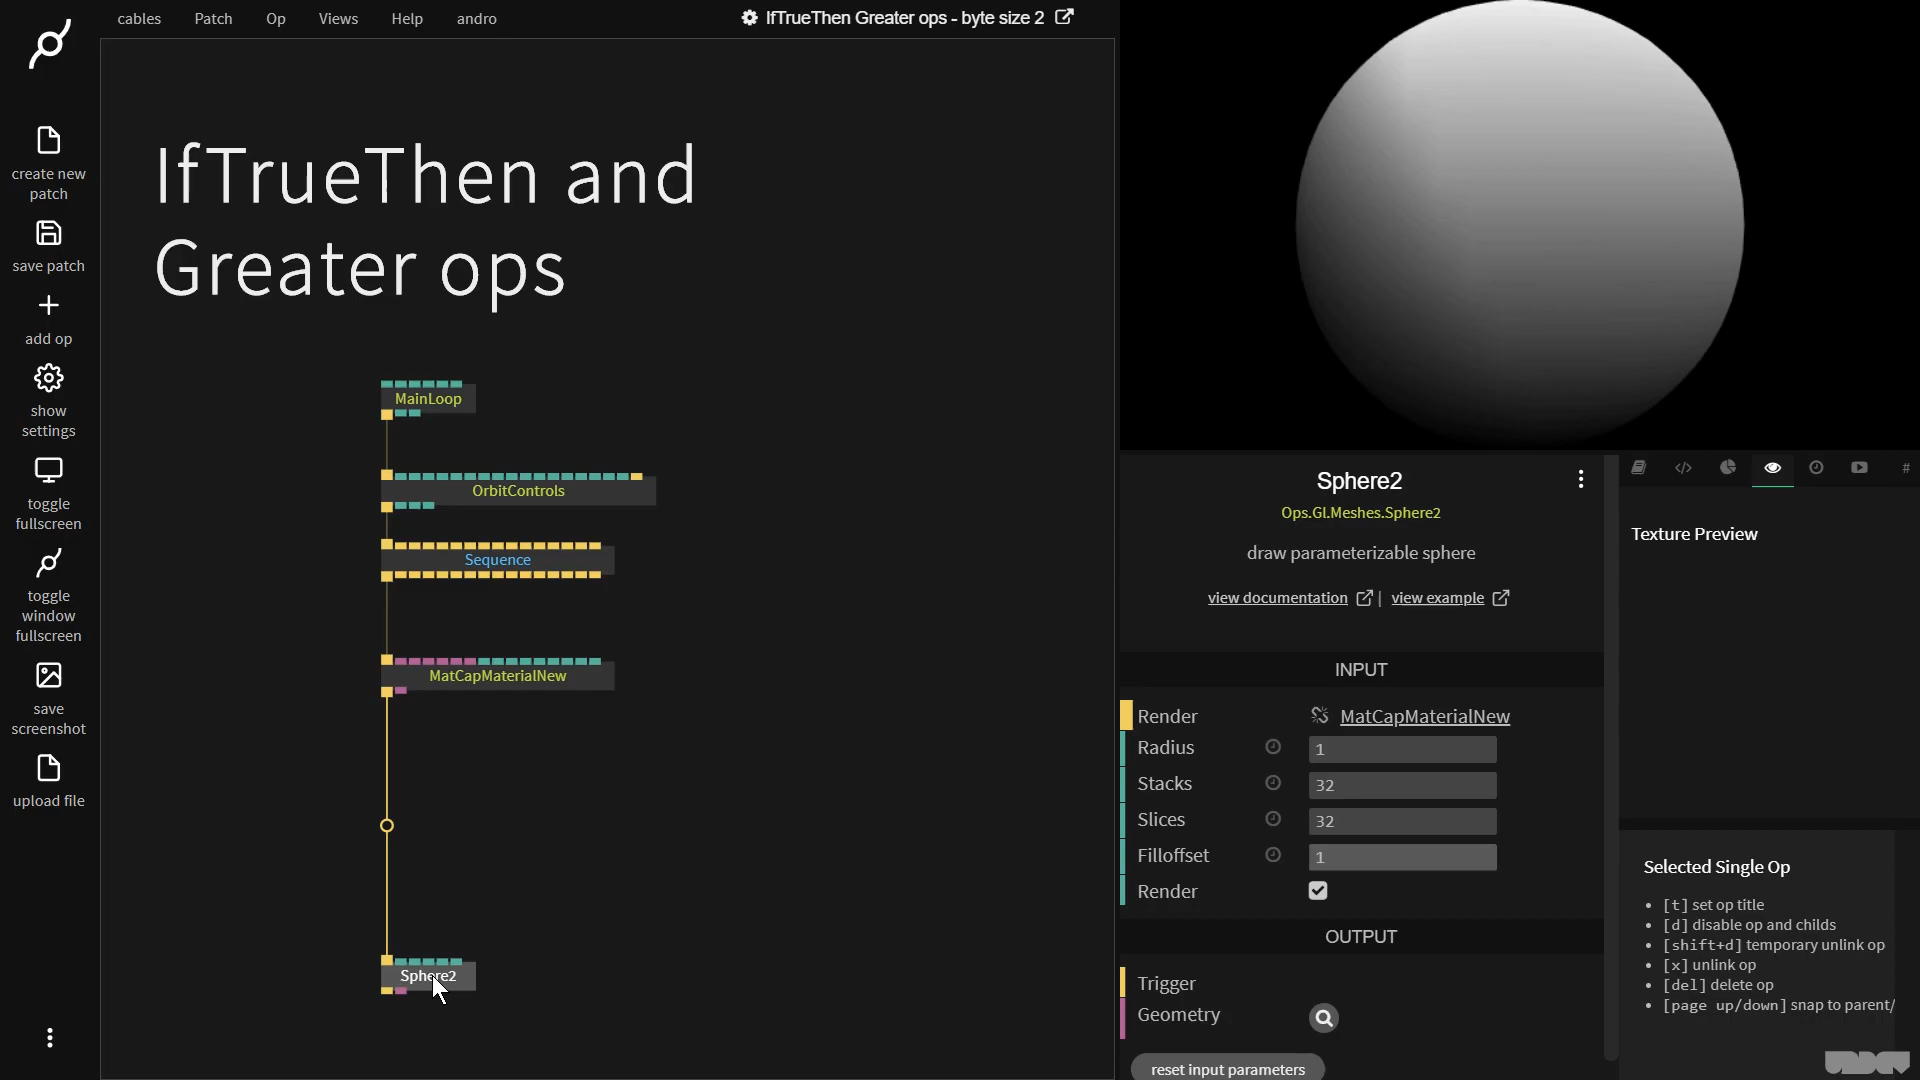 cables Patch Op Views Help andro IfTrueThen Greater ops - byte size 2
create new
patch
save patch
add op
show
settings
toggle
fullscreen
toggle
window
fullscreen
save
screenshot
upload file
IfTrueThen and
Greater ops
MainLoop
OrbitControls
Sequence
MatCapMaterialNew
Sphere2
Sphere2
Ops.Gl.Meshes.Sphere2
draw parameterizable sphere
view documentation | view example
INPUT
Render MatCapMaterialNew
Radius 1
Stacks 32
Slices 32
Filloffset 1
Render
OUTPUT
Trigger
Geometry
reset input parameters
#
Texture Preview
Selected Single Op
• [t] set op title
• [d] disable op and childs
• [shift+d] temporary unlink op
• [x] unlink op
• [del] delete op
• [page up/down] snap to parent/